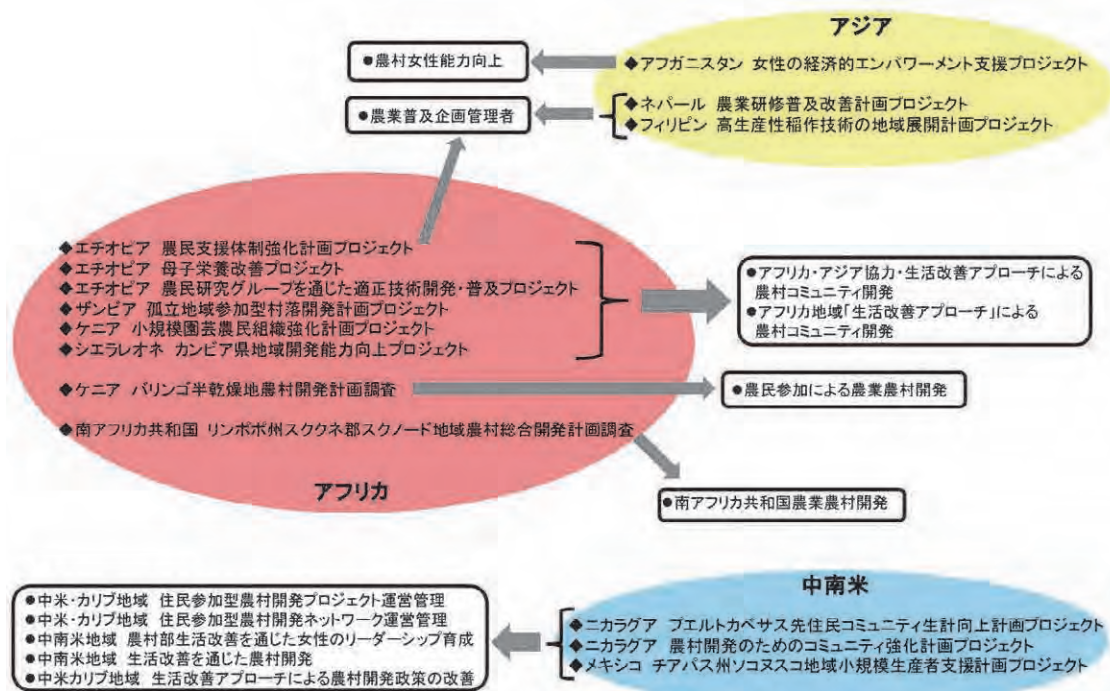 アジア
●農村女性能力向上
◆アフガニスタン 女性の経済的エンパワーメント支援プロジェクト
●農業普及企画管理者
◆ネパール 農業研修普及改善計画プロジェクト
◆フィリピン 高生産性稲作技術の地域展開計画プロジェクト
◆エチオピア 農民支援体制強化計画プロジェクト
◆エチオピア 母子栄養改善プロジェクト
◆エチオピア 農民研究グループを通じた適正技術開発・普及プロジェクト
◆ザンビア 孤立地域参加型村落開発計画プロジェクト
◆ケニア 小規模園芸農民組織強化計画プロジェクト
◆シエラレオネ カンビア県地域開発能力向上プロジェクト
●アフリカ・アジア協力・生活改善アプローチによる
農村コミュニティ開発
●アフリカ地域「生活改善アプローチ」による
農村コミュニティ開発
◆ケニア バリンゴ半乾燥地農村開発計画調査
●農民参加による農業農村開発
◆南アフリカ共和国 リンポポ州スククネ郡スクノード地域農村総合開発計画調査
アフリカ
●南アフリカ共和国農業農村開発
中南米
●中米・カリブ地域 住民参加型農村開発プロジェクト運営管理
●中米・カリブ地域 住民参加型農村開発ネットワーク運営管理
●中南米地域 農村部生活改善を通じた女性のリーダーシップ育成
●中南米地域 生活改善を通じた農村開発
●中米カリブ地域 生活改善アプローチによる農村開発政策の改善
◆ニカラグア プエルトカベサス先住民コミュニティ生計向上計画プロジェクト
◆ニカラグア 農村開発のためのコミュニティ強化計画プロジェクト
◆メキシコ チアパス州ソコヌスコ地域小規模生産者支援計画プロジェクト